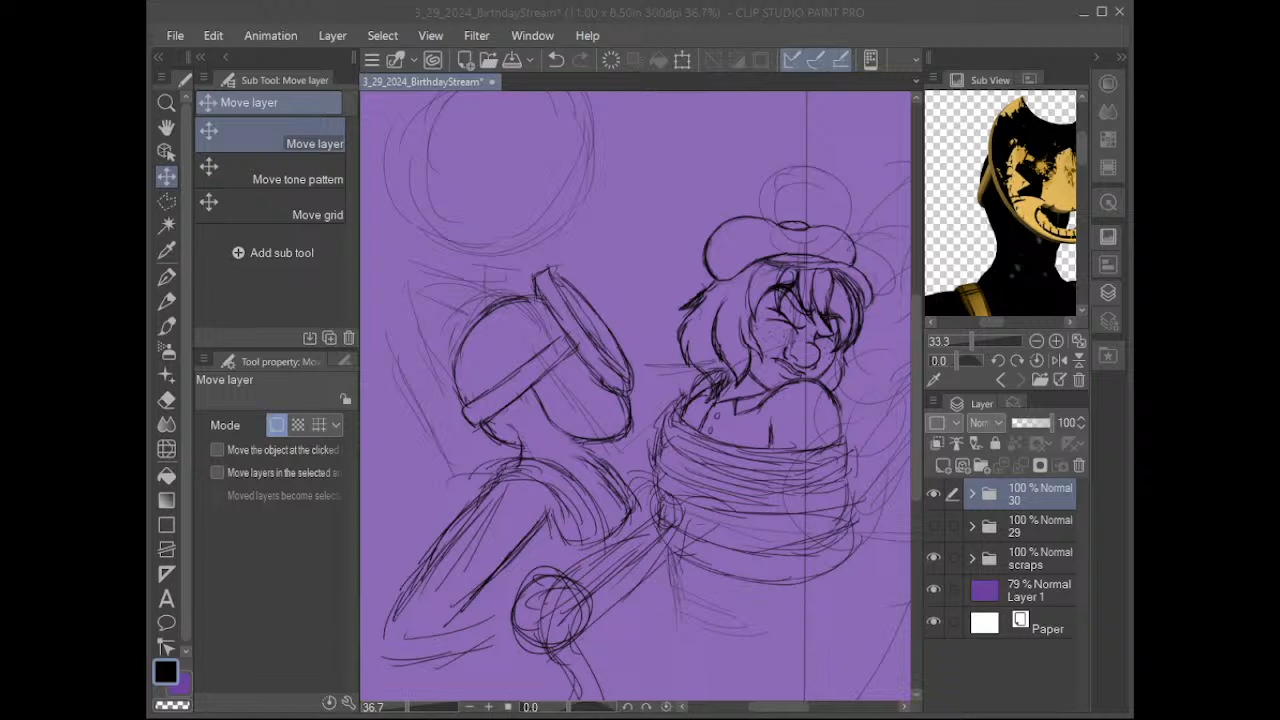 3_29_2024_BirthdayStream* (11.00 x 8.50in 300dpi 36.7%) - CLIP STUDIO PAINT PRO
File Edit Animation Layer Select View Filter Window Help
Sub Tool: Move layer
3_29_2024_BirthdayStream*
Sub View
Move layer
Move layer
Move tone pattern
Move grid
Add sub tool
33.3
0.0
Tool property: Mov
Move layer
Mode
Move the object at the clicked
Move layers in the selected ar
Moved layers become selec
Layer
Norm
100
100 % Normal
30
100 % Normal
29
100 % Normal
scraps
79 % Normal
Layer 1
Paper
36.7
0.0